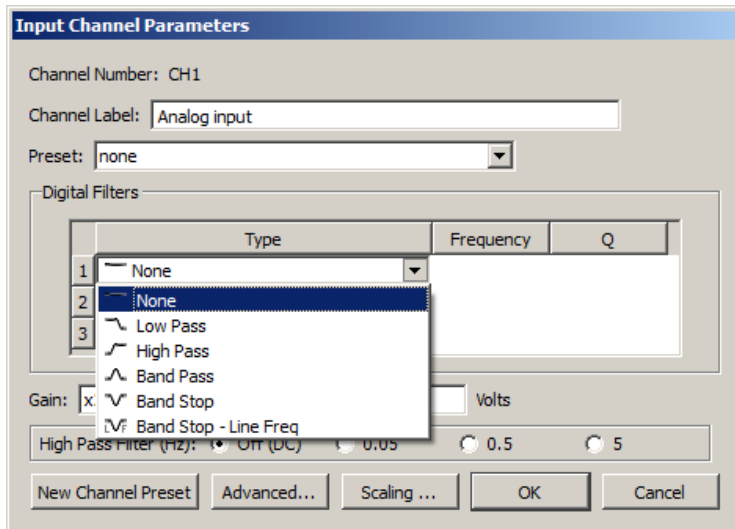 Input Channel Parameters
Channel Number: CH1
Channel Label: Analog input
Preset: none
Digital Filters
Type Frequency Q
1 None
2 None
3 Low Pass
High Pass
Band Pass
Band Stop
Band Stop - Line Freq
Gain: x Volts
High Pass Filter (Hz): Off (DC) 0.05 0.5 5
New Channel Preset Advanced... Scaling ... OK Cancel